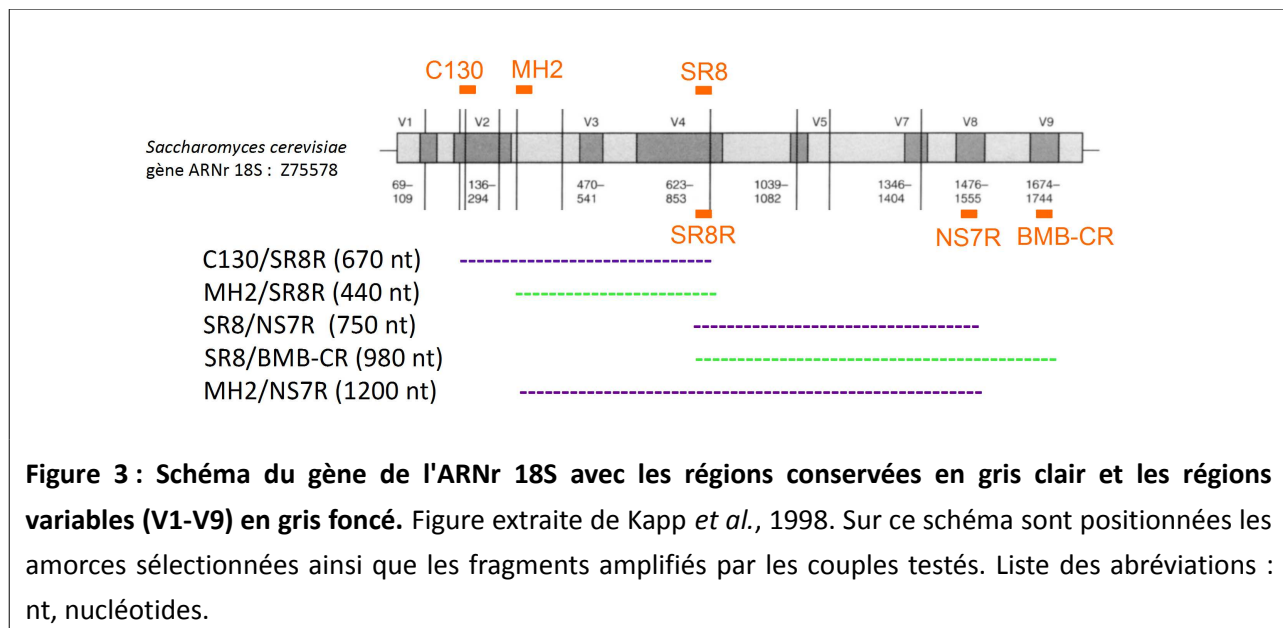 C130 MH2 SR8
V1 V2 V3 V4 V5 V7 V8 V9
Saccharomyces cerevisiae
gène ARNr 18S : Z75578
69– 136– 470– 623– 1039– 1346– 1476– 1674–
109 294 541 853 1082 1404 1555 1744
SR8R NS7R BMB-CR
C130/SR8R (670 nt)
MH2/SR8R (440 nt)
SR8/NS7R (750 nt)
SR8/BMB-CR (980 nt)
MH2/NS7R (1200 nt)
Figure 3 : Schéma du gène de l'ARNr 18S avec les régions conservées en gris clair et les régions
variables (V1-V9) en gris foncé. Figure extraite de Kapp et al., 1998. Sur ce schéma sont positionnées les
amorces sélectionnées ainsi que les fragments amplifiés par les couples testés. Liste des abréviations :
nt, nucléotides.